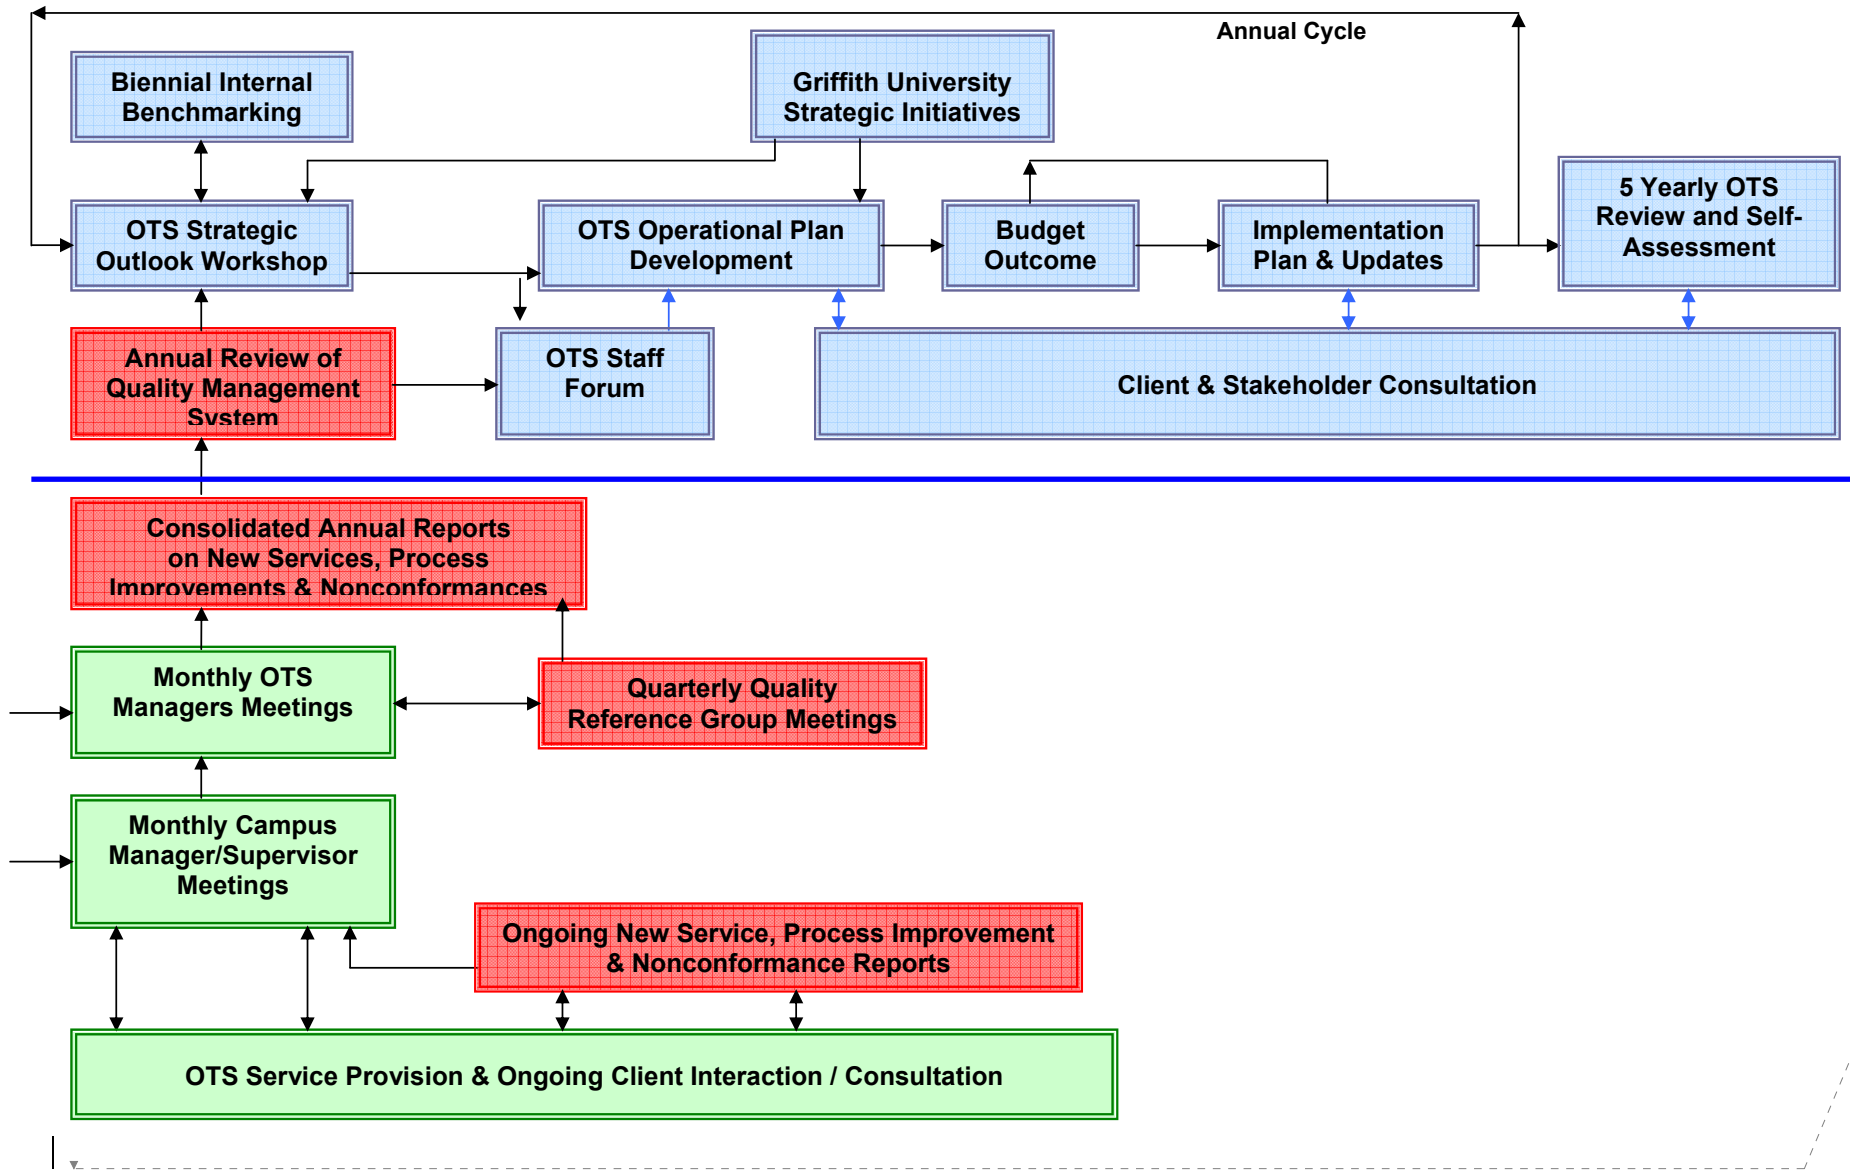 Annual Cycle
Biennial Internal
Benchmarking
Griffith University
Strategic Initiatives
OTS Strategic
Outlook Workshop
OTS Operational Plan
Development
Budget
Outcome
Implementation
Plan & Updates
5 Yearly OTS
Review and Self-
Assessment
Annual Review of
Quality Management
System
OTS Staff
Forum
Client & Stakeholder Consultation
Consolidated Annual Reports
on New Services, Process
Improvements & Nonconformances
Monthly OTS
Managers Meetings
Quarterly Quality
Reference Group Meetings
Monthly Campus
Manager/Supervisor
Meetings
Ongoing New Service, Process Improvement
& Nonconformance Reports
OTS Service Provision & Ongoing Client Interaction / Consultation